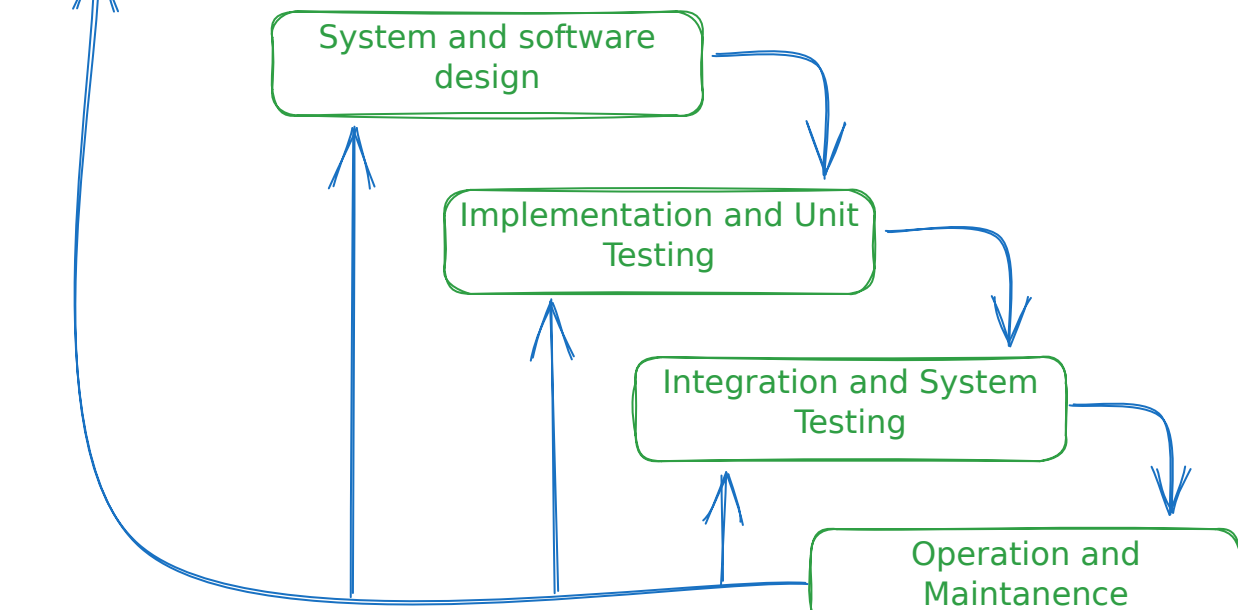 System and software
design
Implementation and Unit
Testing
Integration and System
Testing
Operation and
Maintanence